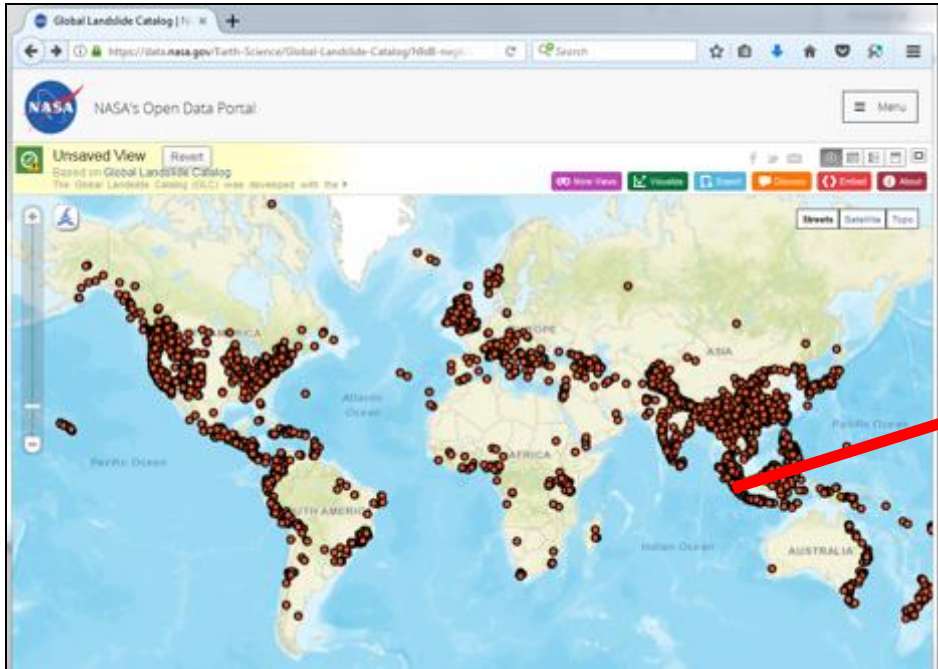 Global Landslide Catalog | N
https://data.nasa.gov/Earth-Science/Global-Landslide-Catalog/h9d8-neg
Search
NASA
NASA's Open Data Portal
Menu
Unsaved View
Revert
Based on Global Landslide Catalog
The Global Landslide Catalog (GLC) was developed with the
More Views
Visualize
Export
Discuss
Embed
About
Streets
Satellite
Topo
EUROPE
ASIA
Atlantic
Ocean
Pacific Ocean
Pacific Ocean
AFRICA
SOUTH AMERICA
Indian Ocean
AUSTRALIA